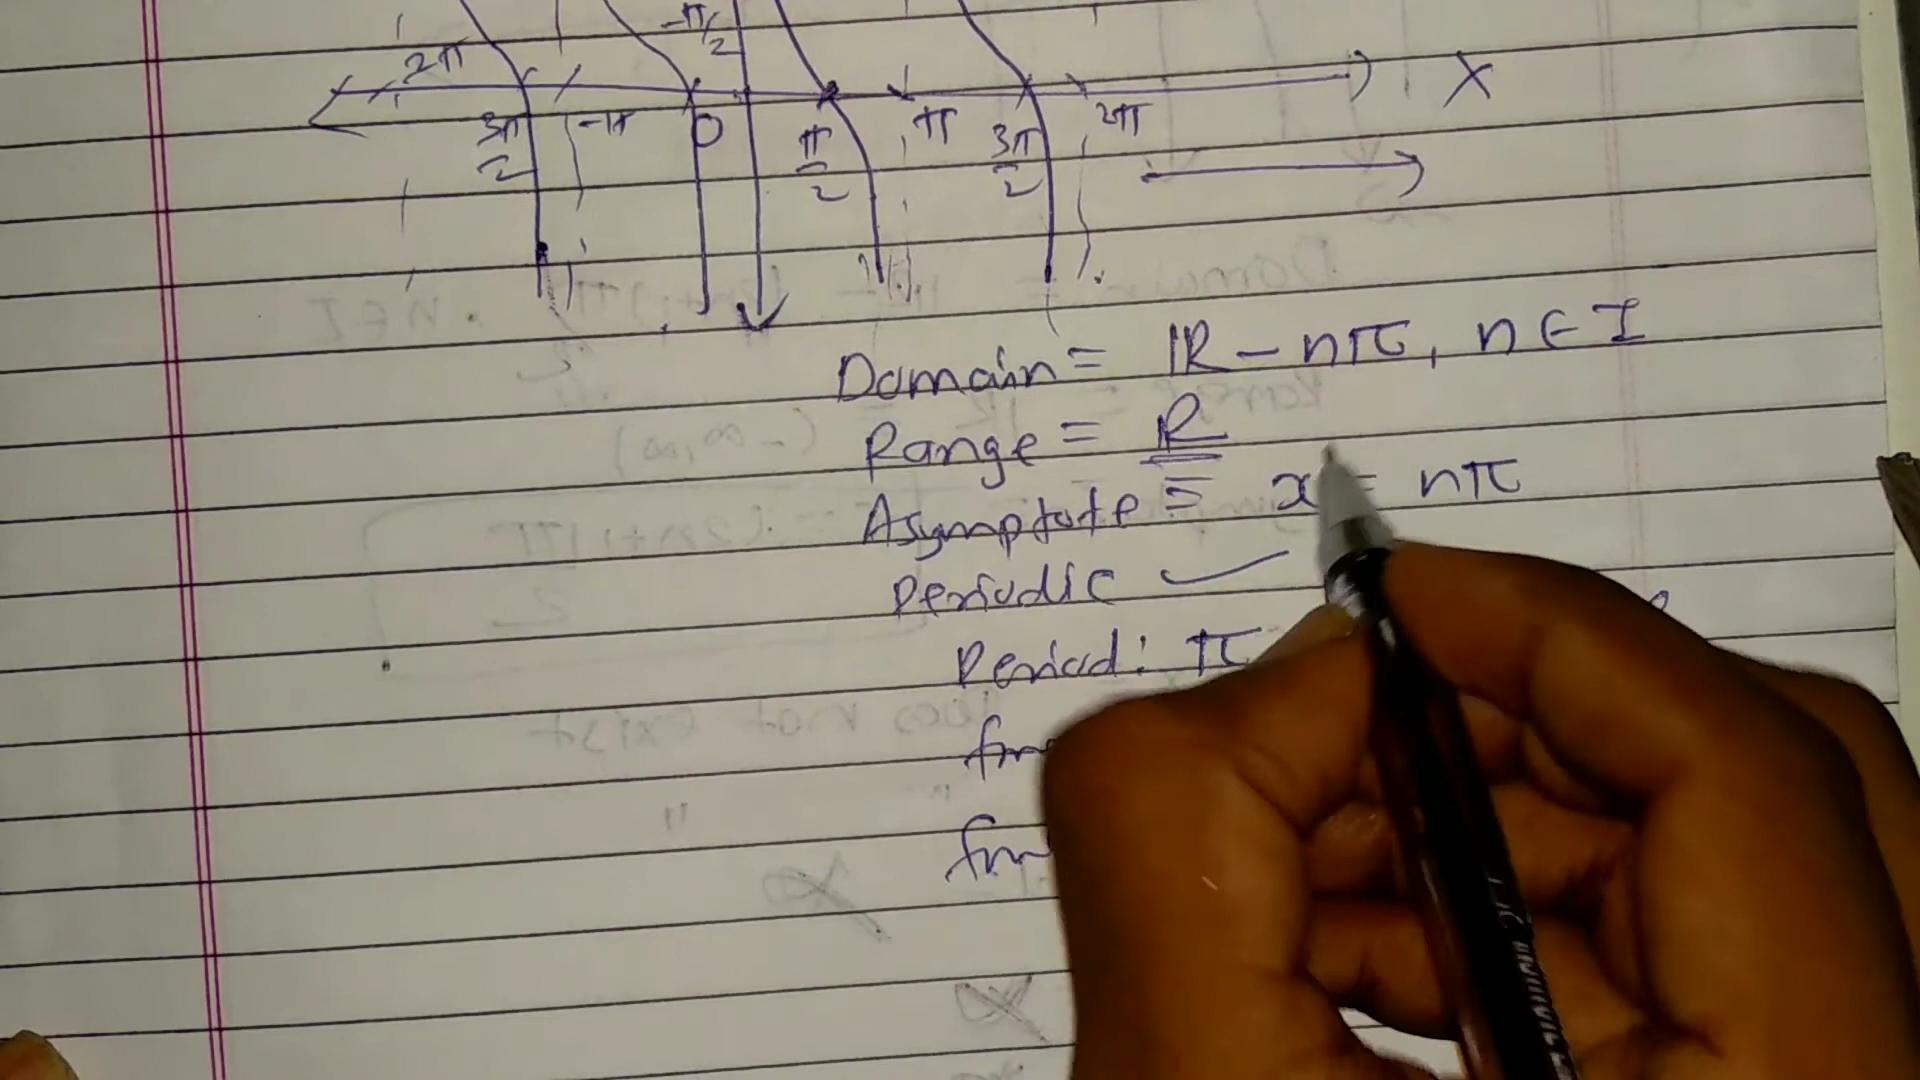 -π/2
2π
X
3π/2 -π 0 π/2 π 3π/2 2π
Domain = IR - nπ, n ∈ I
Range = R
Asymptote = x = nπ
Periodic ✓
Period: π